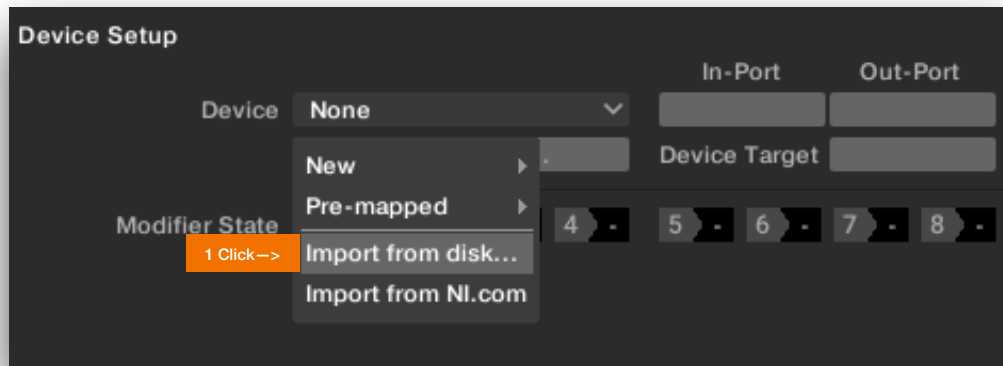 Device Setup
In-Port Out-Port
Device None
New
.
Device Target
Pre-mapped
Modifier State
4 - 5 - 6 - 7 - 8 -
1 Click—>
Import from disk...
Import from NI.com